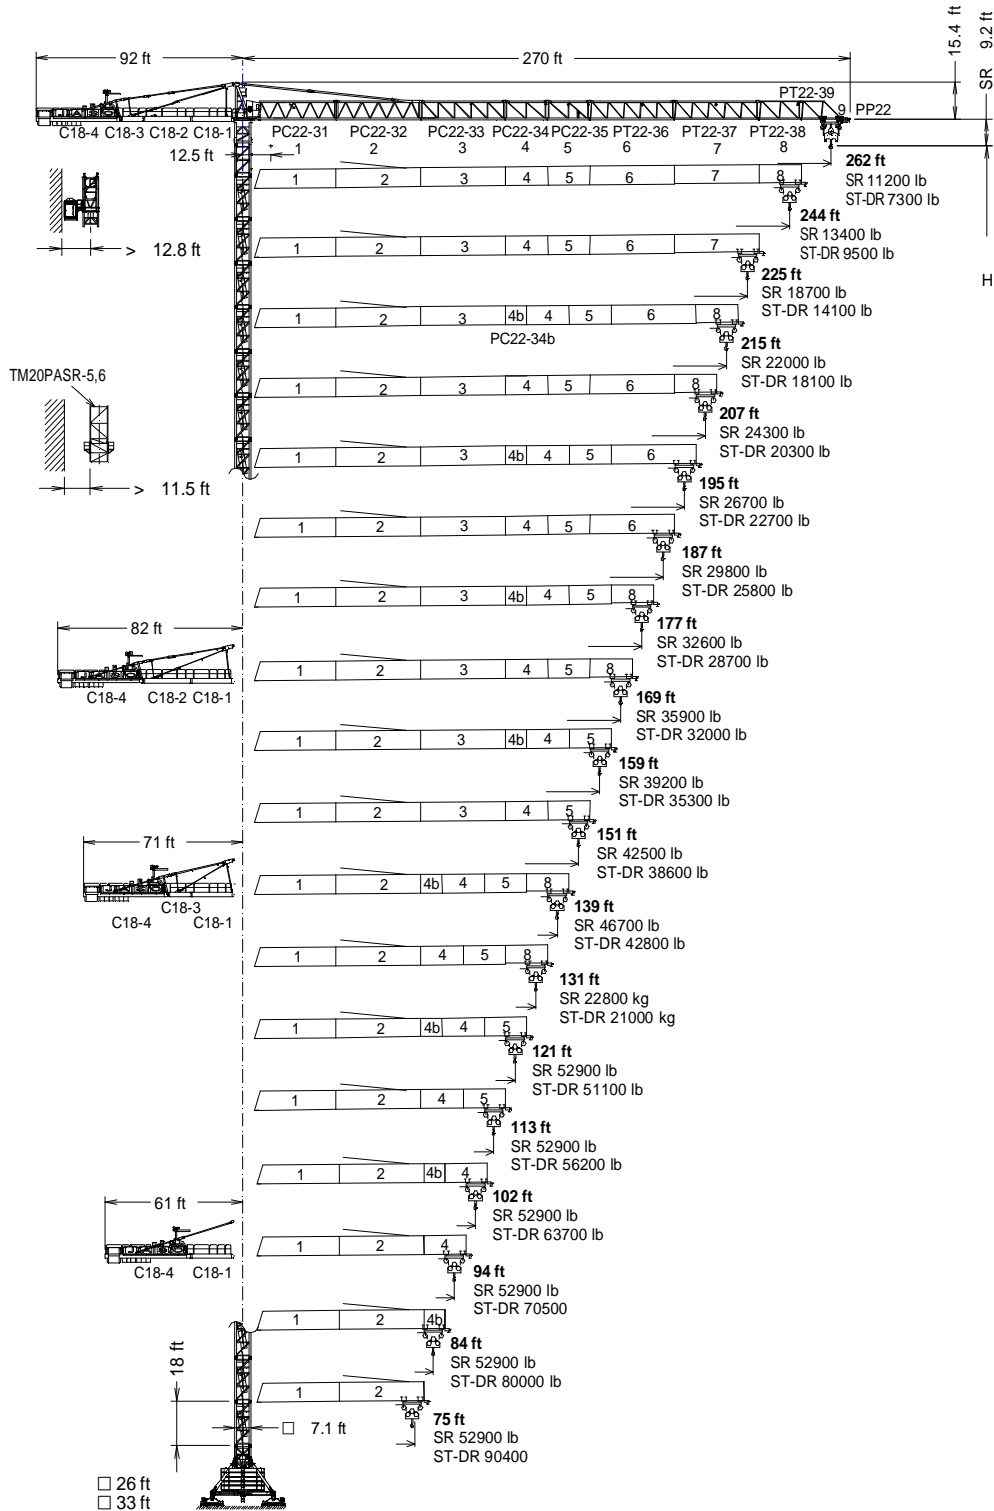 92 ft
270 ft
15.4 ft
SR 9.2 ft
PT22-39
9 PP22
C18-4 C18-3 C18-2 C18-1
PC22-31 PC22-32 PC22-33 PC22-34 PC22-35 PT22-36 PT22-37 PT22-38
1 2 3 4 5 6 7 8
12.5 ft
262 ft
SR 11200 lb
ST-DR 7300 lb
1 2 3 4 5 6 7 8
> 12.8 ft
244 ft
SR 13400 lb
ST-DR 9500 lb
1 2 3 4 5 6 7
225 ft
SR 18700 lb
ST-DR 14100 lb
H
1 2 3 4b 4 5 6 8
PC22-34b
215 ft
SR 22000 lb
ST-DR 18100 lb
TM20PASR-5,6
1 2 3 4 5 6 8
207 ft
SR 24300 lb
ST-DR 20300 lb
1 2 3 4b 4 5 6
> 11.5 ft
195 ft
SR 26700 lb
ST-DR 22700 lb
1 2 3 4 5 6
187 ft
SR 29800 lb
ST-DR 25800 lb
1 2 3 4b 4 5 8
177 ft
SR 32600 lb
ST-DR 28700 lb
82 ft
C18-4 C18-2 C18-1
1 2 3 4 5 8
169 ft
SR 35900 lb
ST-DR 32000 lb
1 2 3 4b 4 5
159 ft
SR 39200 lb
ST-DR 35300 lb
1 2 3 4 5
151 ft
SR 42500 lb
ST-DR 38600 lb
71 ft
C18-3
C18-4 C18-1
1 2 4b 4 5 8
139 ft
SR 46700 lb
ST-DR 42800 lb
1 2 4 5 8
131 ft
SR 22800 kg
ST-DR 21000 kg
1 2 4b 4 5
121 ft
SR 52900 lb
ST-DR 51100 lb
1 2 4 5
113 ft
SR 52900 lb
ST-DR 56200 lb
1 2 4b 4
102 ft
SR 52900 lb
ST-DR 63700 lb
61 ft
C18-4 C18-1
1 2 4
94 ft
SR 52900 lb
ST-DR 70500
1 2 4b
84 ft
SR 52900 lb
ST-DR 80000 lb
18 ft
1 2
75 ft
SR 52900 lb
ST-DR 90400
□ 7.1 ft
□ 26 ft
□ 33 ft